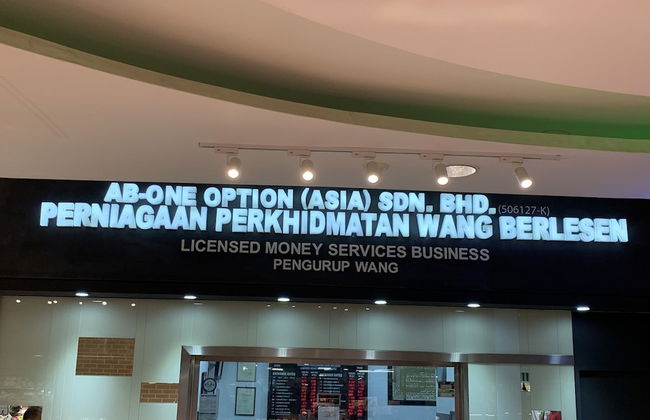 AB-ONE OPTION (ASIA) SDN. BHD. (506127-K)
PERNIAGAAN PERKHIDMATAN WANG BERLESEN
LICENSED MONEY SERVICES BUSINESS
PENGURUP WANG